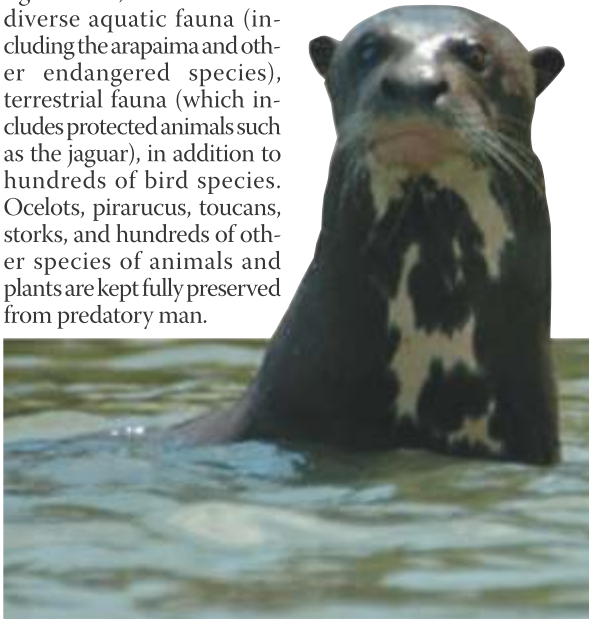 diverse aquatic fauna (in-
cluding the arapaima and oth-
er endangered species),
terrestrial fauna (which in-
cludes protected animals such
as the jaguar), in addition to
hundreds of bird species.
Ocelots, pirarucus, toucans,
storks, and hundreds of oth-
er species of animals and
plants are kept fully preserved
from predatory man.